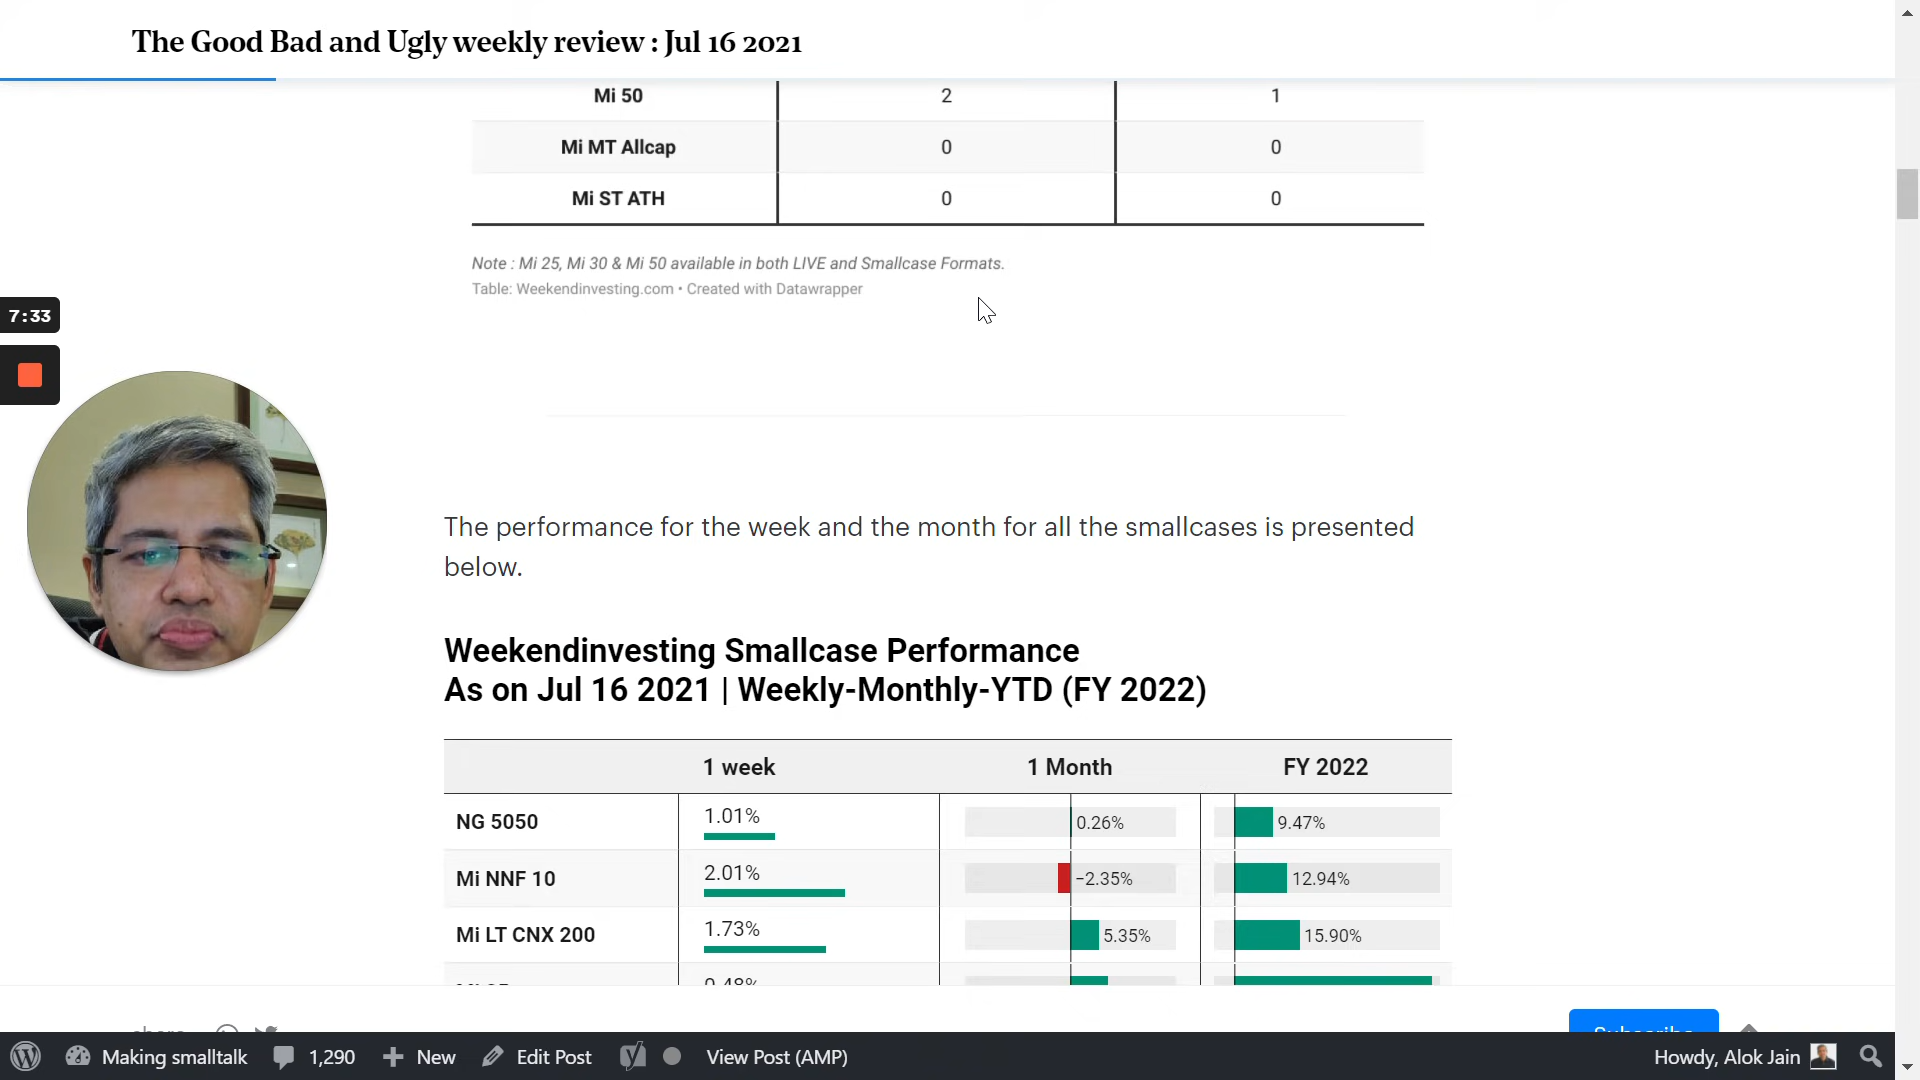 The Good Bad and Ugly weekly review : Jul 16 2021
Mi 50 2 1
Mi MT Allcap 0 0
Mi ST ATH 0 0
Note : Mi 25, Mi 30 & Mi 50 available in both LIVE and Smallcase Formats.
Table: Weekendinvesting.com • Created with Datawrapper
7:33
The performance for the week and the month for all the smallcases is presented
below.
Weekendinvesting Smallcase Performance
As on Jul 16 2021 | Weekly-Monthly-YTD (FY 2022)
1 week 1 Month FY 2022
NG 5050 1.01% 0.26% 9.47%
Mi NNF 10 2.01% −2.35% 12.94%
Mi LT CNX 200 1.73% 5.35% 15.90%
0.48%
share Subscribe
Making smalltalk 1,290 New Edit Post View Post (AMP) Howdy, Alok Jain